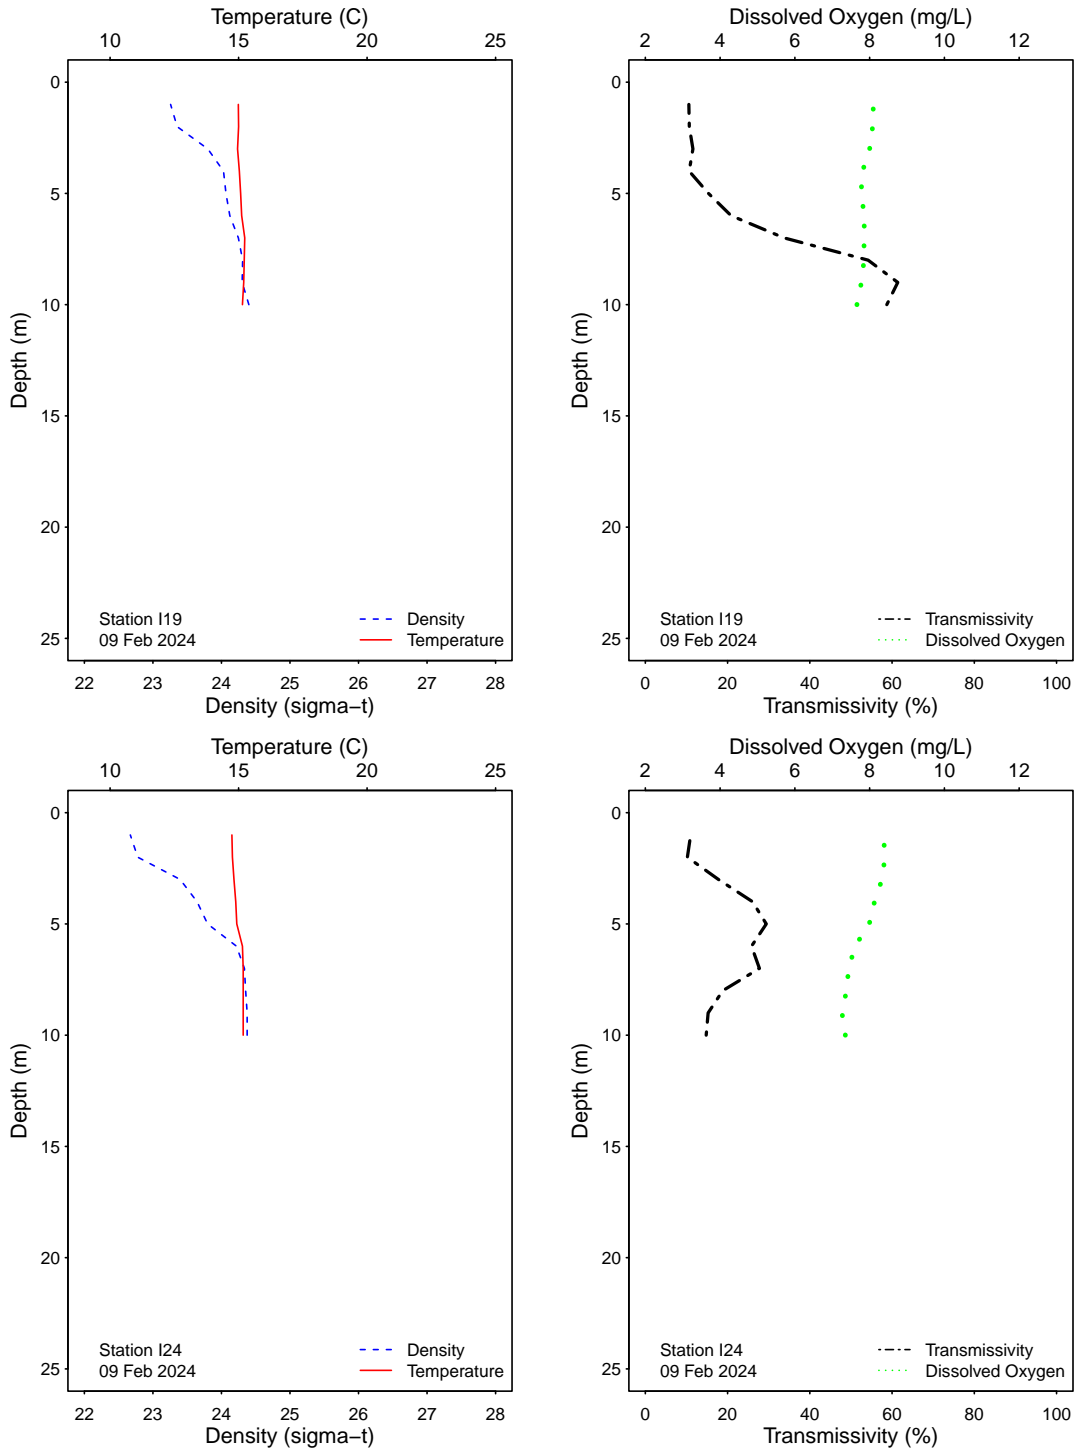 Temperature (C)
10 15 20 25
0
5
10
15
20
25
Depth (m)
Station I19
09 Feb 2024
Density
Temperature
22 23 24 25 26 27 28
Density (sigma−t)
Dissolved Oxygen (mg/L)
2 4 6 8 10 12
0
5
10
15
20
25
Depth (m)
Station I19
09 Feb 2024
Transmissivity
Dissolved Oxygen
0 20 40 60 80 100
Transmissivity (%)
Temperature (C)
10 15 20 25
0
5
10
15
20
25
Depth (m)
Station I24
09 Feb 2024
Density
Temperature
22 23 24 25 26 27 28
Density (sigma−t)
Dissolved Oxygen (mg/L)
2 4 6 8 10 12
0
5
10
15
20
25
Depth (m)
Station I24
09 Feb 2024
Transmissivity
Dissolved Oxygen
0 20 40 60 80 100
Transmissivity (%)